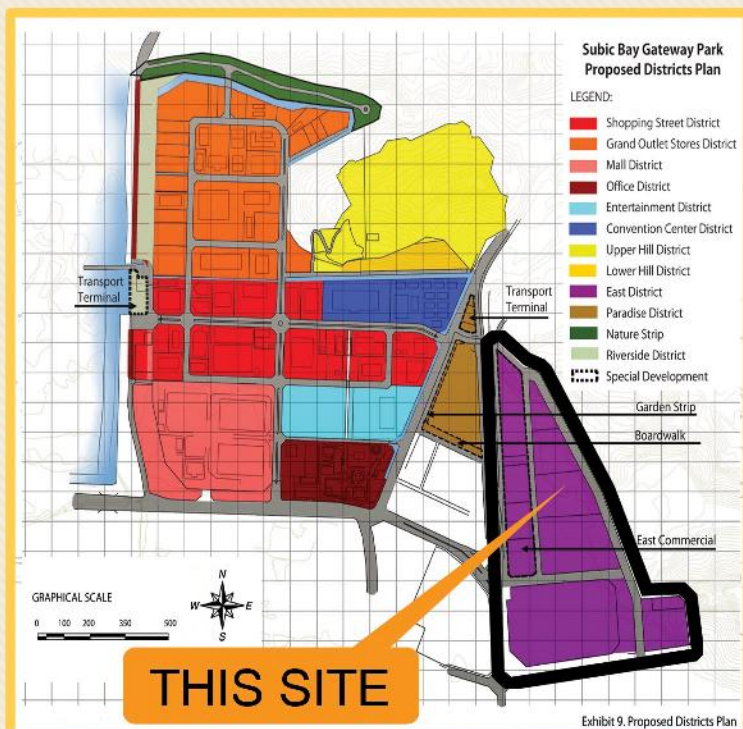 Subic Bay Gateway Park
Proposed Districts Plan
LEGEND:
Shopping Street District
Grand Outlet Stores District
Mall District
Office District
Entertainment District
Convention Center District
Upper Hill District
Lower Hill District
East District
Paradise District
Nature Strip
Riverside District
Special Development
Transport
Terminal
Transport
Terminal
Garden Strip
Boardwalk
East Commercial
GRAPHICAL SCALE
0 100 200 350 500
N
W E
S
THIS SITE
Exhibit 9. Proposed Districts Plan